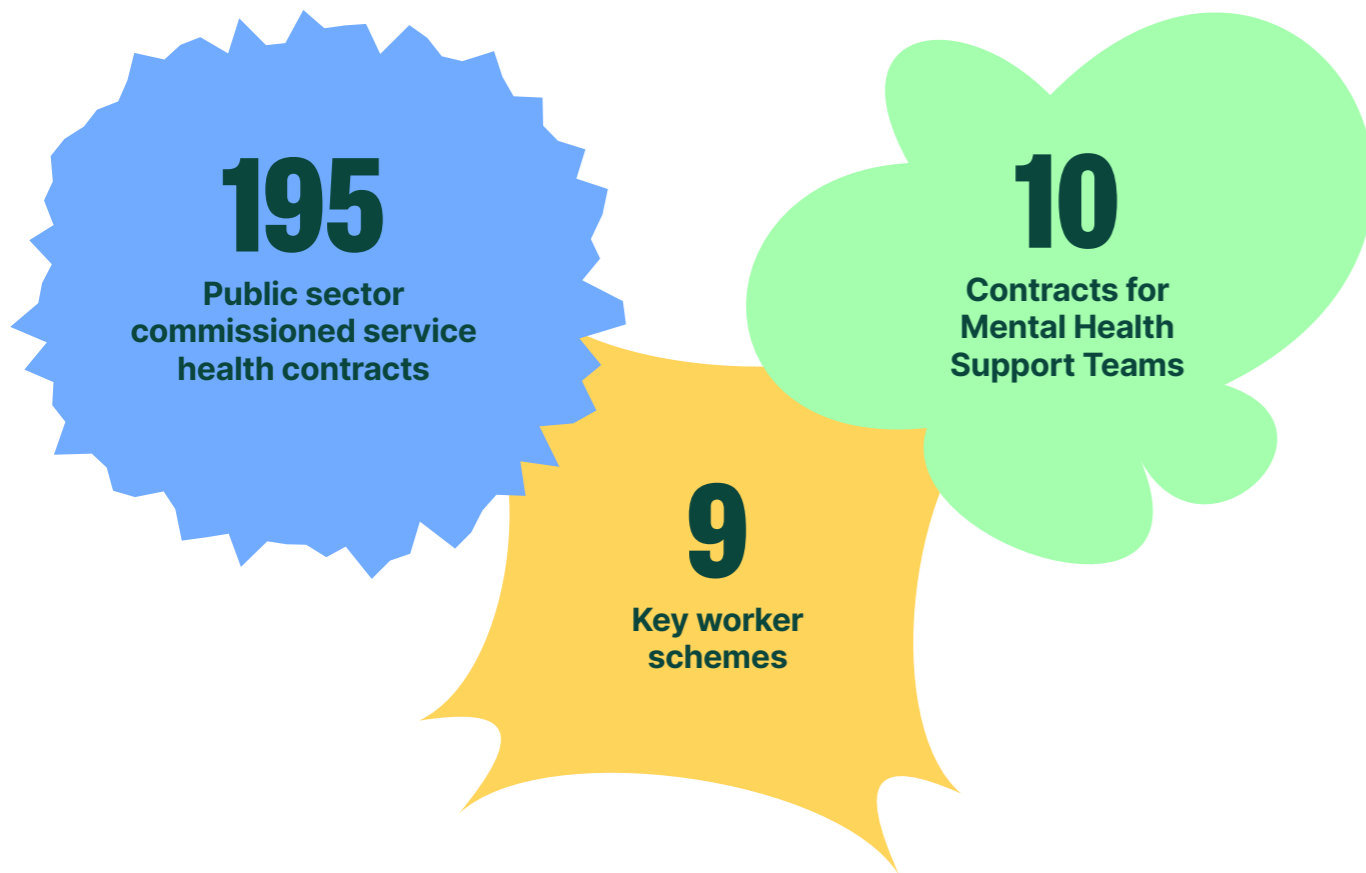 195
Public sector
commissioned service
health contracts
10
Contracts for
Mental Health
Support Teams
9
Key worker
schemes